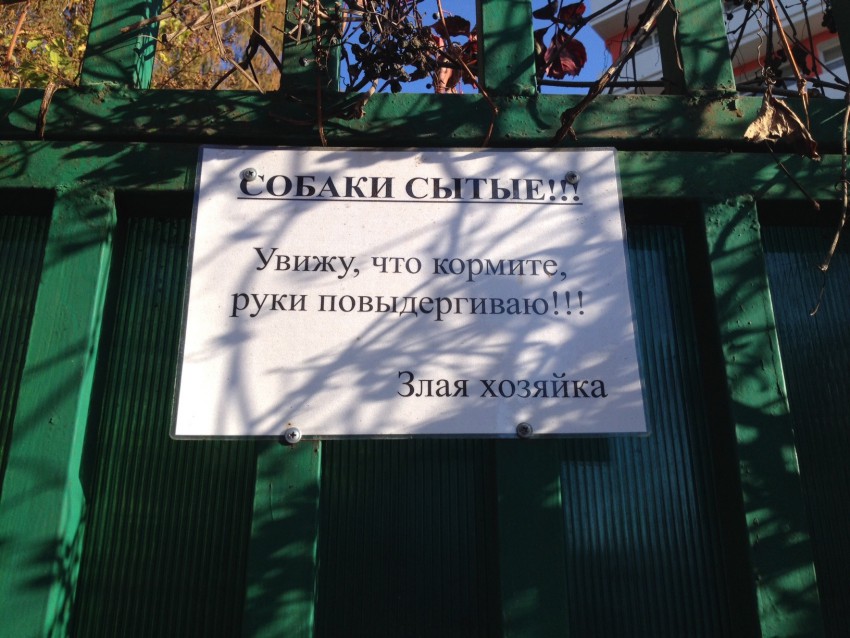 СОБАКИ СЫТЫЕ!!!
Увижу, что кормите,
руки повыдергиваю!!!
Злая хозяйка